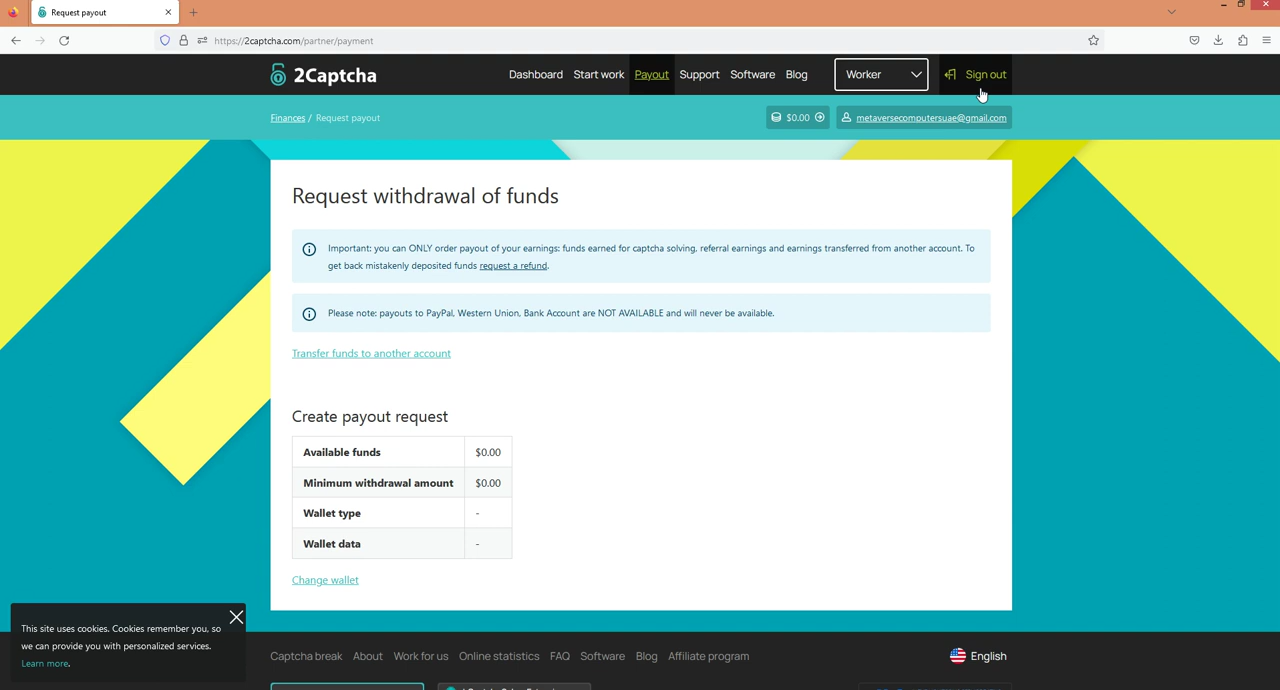 Request payout
https://2captcha.com/partner/payment
2Captcha
Dashboard Start work Payout Support Software Blog Worker Sign out
Finances / Request payout $0.00 metaversecomputersuae@gmail.com
Request withdrawal of funds
Important: you can ONLY order payout of your earnings: funds earned for captcha solving, referral earnings and earnings transferred from another account. To
get back mistakenly deposited funds request a refund.
Please note: payouts to PayPal, Western Union, Bank Account are NOT AVAILABLE and will never be available.
Transfer funds to another account
Create payout request
Available funds $0.00
Minimum withdrawal amount $0.00
Wallet type -
Wallet data -
Change wallet
This site uses cookies. Cookies remember you, so
we can provide you with personalized services.
Learn more.
Captcha break About Work for us Online statistics FAQ Software Blog Affiliate program English